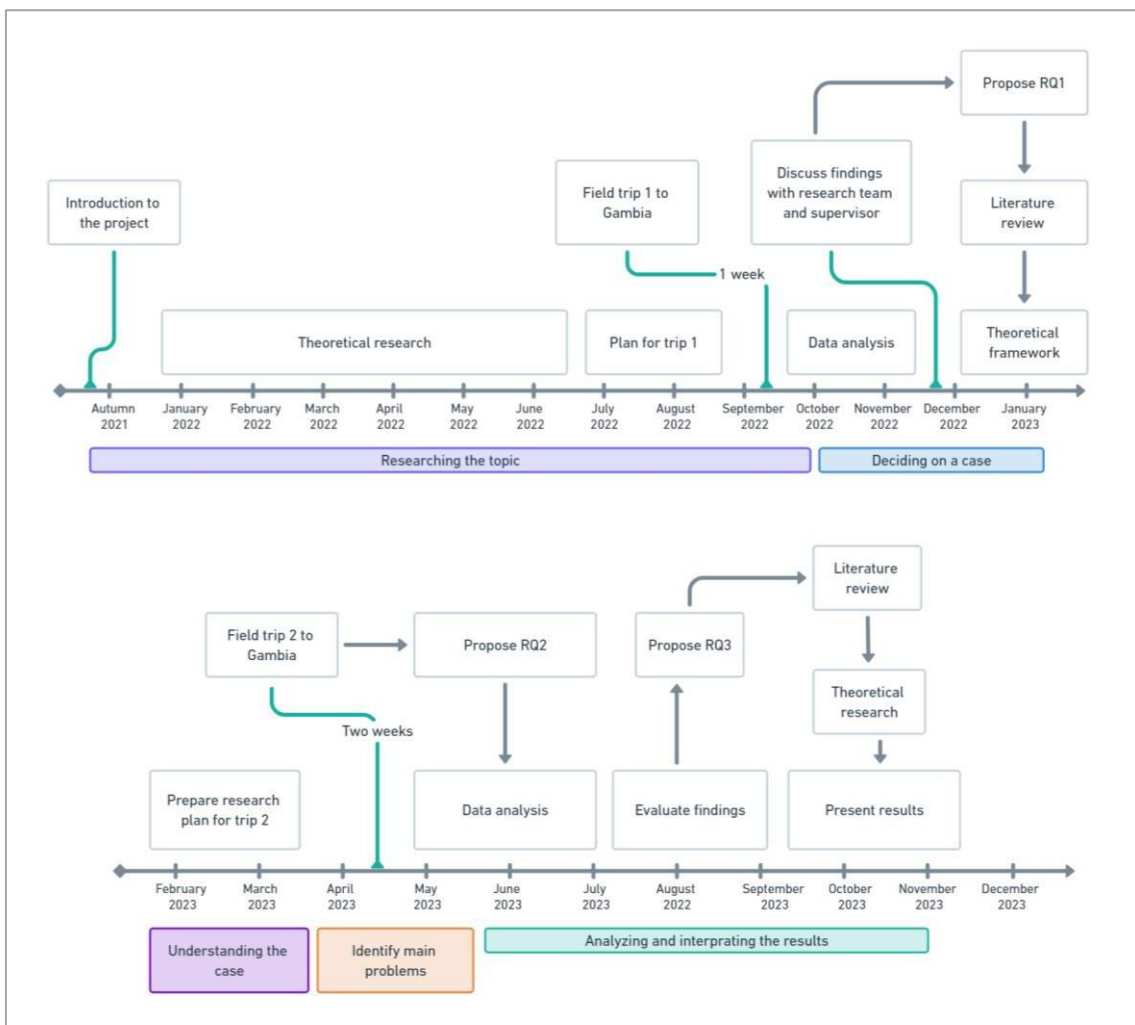 Propose RQ1
Introduction to
the project
Field trip 1 to
Gambia
Discuss findings
with research team
and supervisor
Literature
review
1 week
Theoretical research
Plan for trip 1
Data analysis
Theoretical
framework
Autumn
2021
January
2022
February
2022
March
2022
April
2022
May
2022
June
2022
July
2022
August
2022
September
2022
October
2022
November
2022
December
2022
January
2023
Researching the topic
Deciding on a case
Literature
review
Field trip 2 to
Gambia
Propose RQ2
Propose RQ3
Theoretical
research
Two weeks
Prepare research
plan for trip 2
Data analysis
Evaluate findings
Present results
February
2023
March
2023
April
2023
May
2023
June
2023
July
2023
August
2022
September
2023
October
2023
November
2023
December
2023
Understanding the
case
Identify main
problems
Analyzing and interprating the results